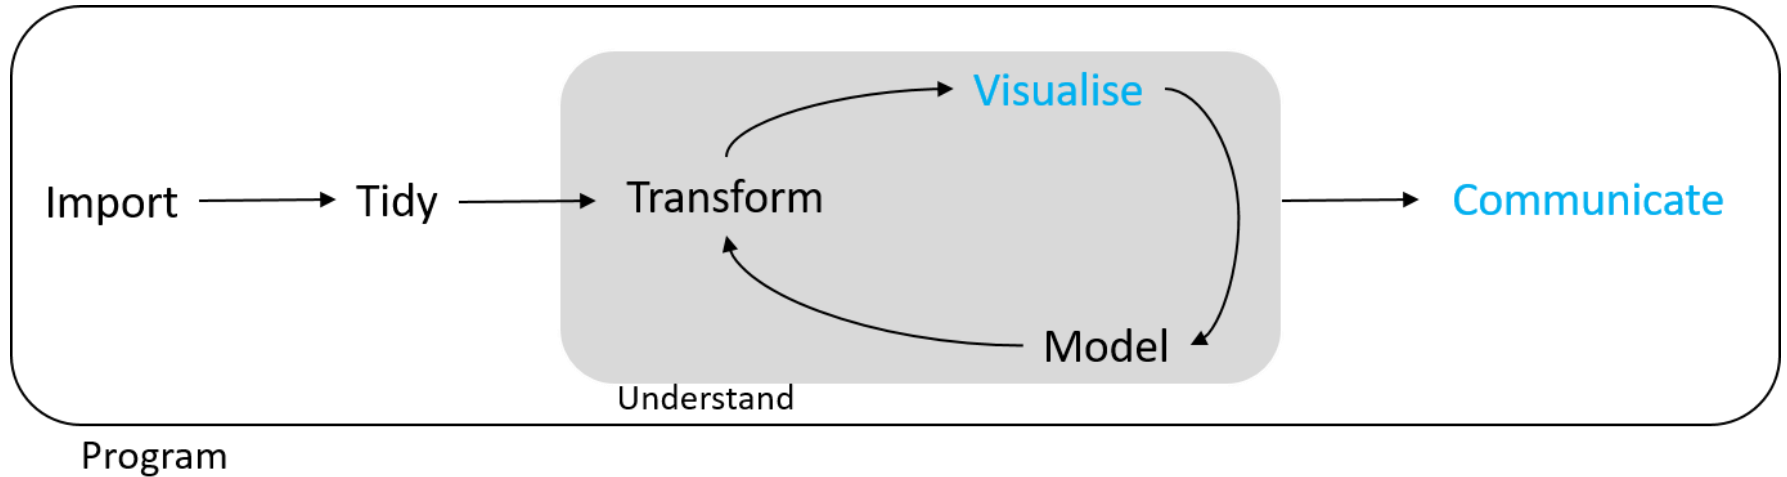 Visualise
Import
Tidy
Transform
Communicate
Model
Understand
Program